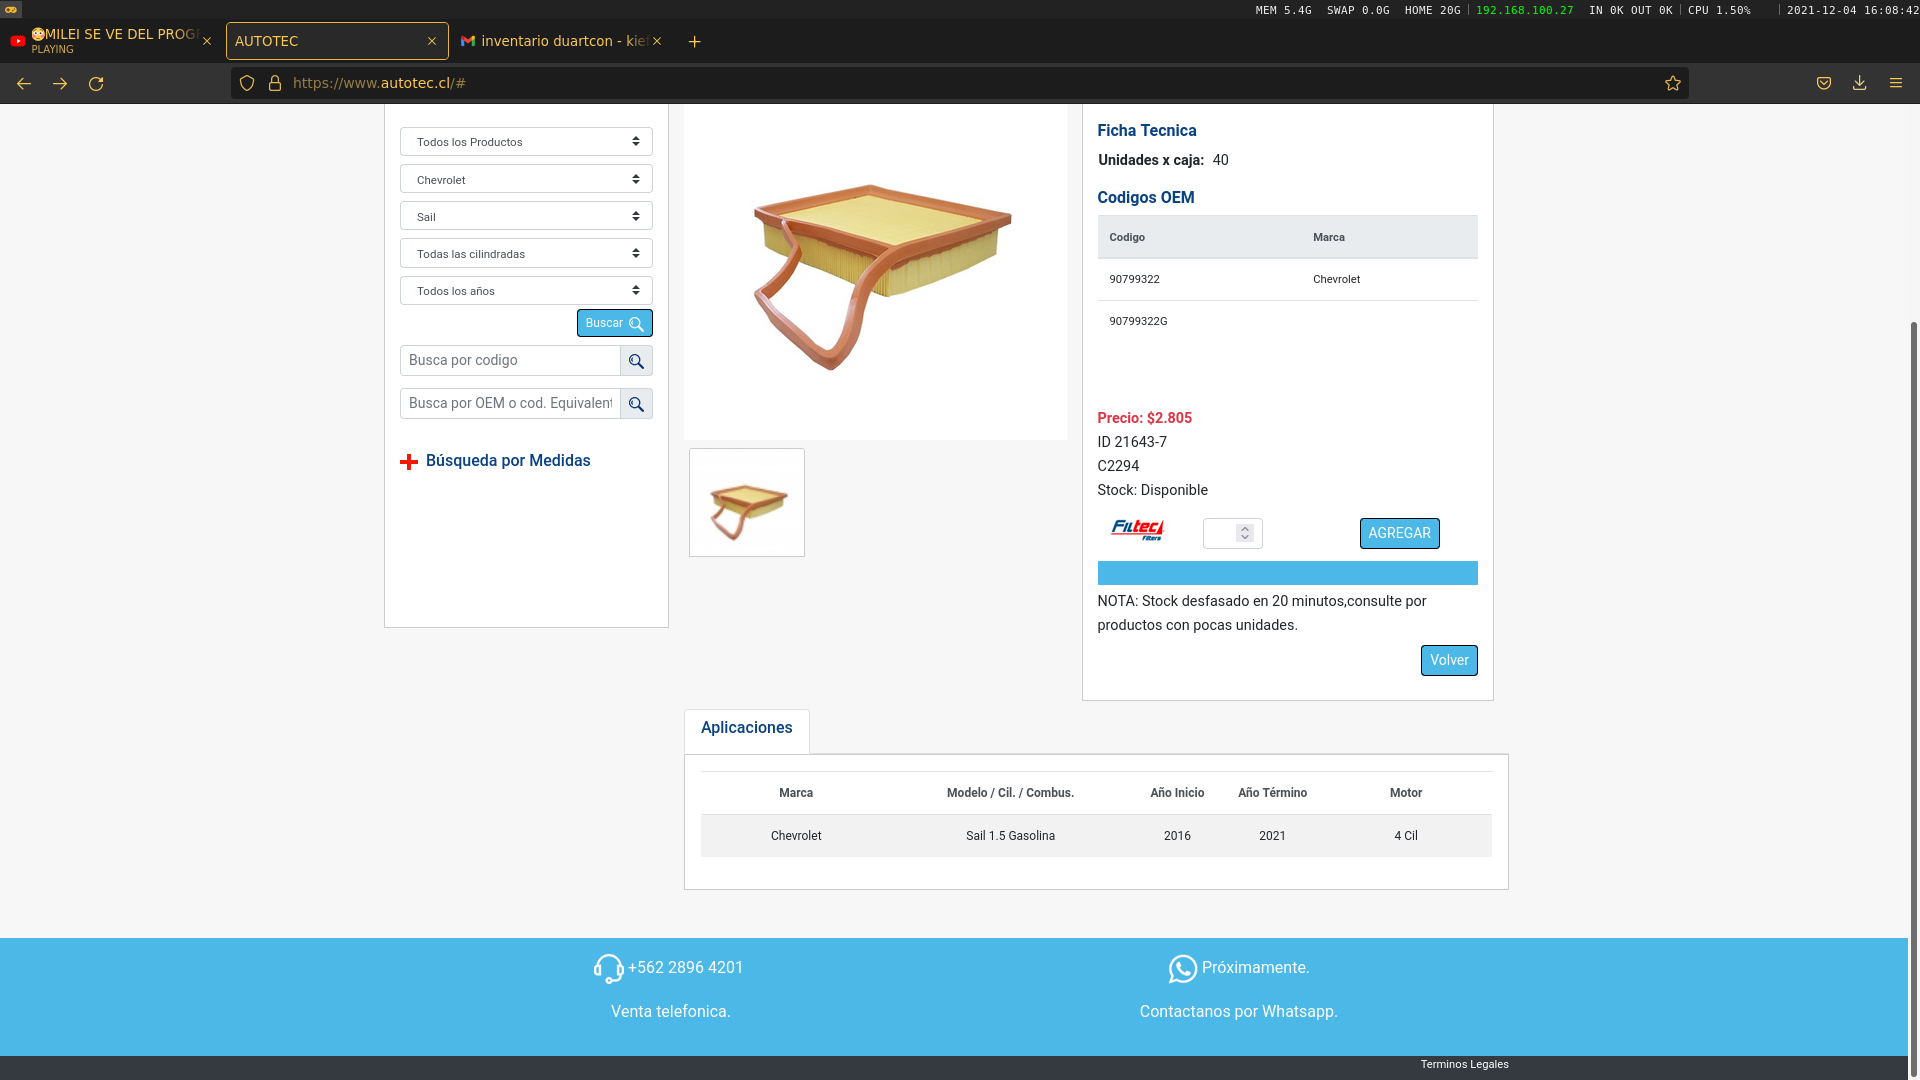 MEM 5.4G SWAP 0.0G HOME 20G 192.168.100.27 IN 0K OUT 0K CPU 1.50% 2021-12-04 16:08:42
MILEI SE VE DEL PROG
PLAYING
AUTOTEC
inventario duartcon - kie
https://www.autotec.cl/#
Todos los Productos
Chevrolet
Sail
Todas las cilindradas
Todos los años
Buscar
Busca por codigo
Busca por OEM o cod. Equivalent
Búsqueda por Medidas
Ficha Tecnica
Unidades x caja: 40
Codigos OEM
Codigo Marca
90799322 Chevrolet
90799322G
Precio: $2.805
ID 21643-7
C2294
Stock: Disponible
Filtec
Filters
AGREGAR
NOTA: Stock desfasado en 20 minutos,consulte por
productos con pocas unidades.
Volver
Aplicaciones
Marca Modelo / Cil. / Combus. Año Inicio Año Término Motor
Chevrolet Sail 1.5 Gasolina 2016 2021 4 Cil
+562 2896 4201
Venta telefonica.
Próximamente.
Contactanos por Whatsapp.
Terminos Legales